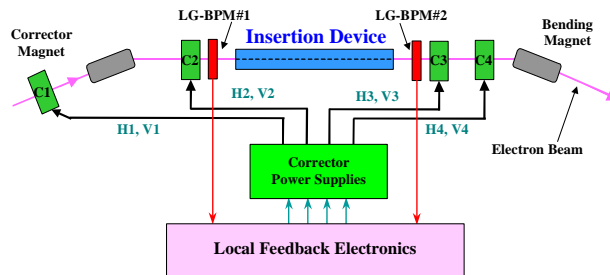 LG-BPM#1
LG-BPM#2
Corrector
Magnet
Insertion Device
Bending
Magnet
C1
C2
C3
C4
H2, V2
H3, V3
H1, V1
H4, V4
Electron Beam
Corrector
Power Supplies
Local Feedback Electronics